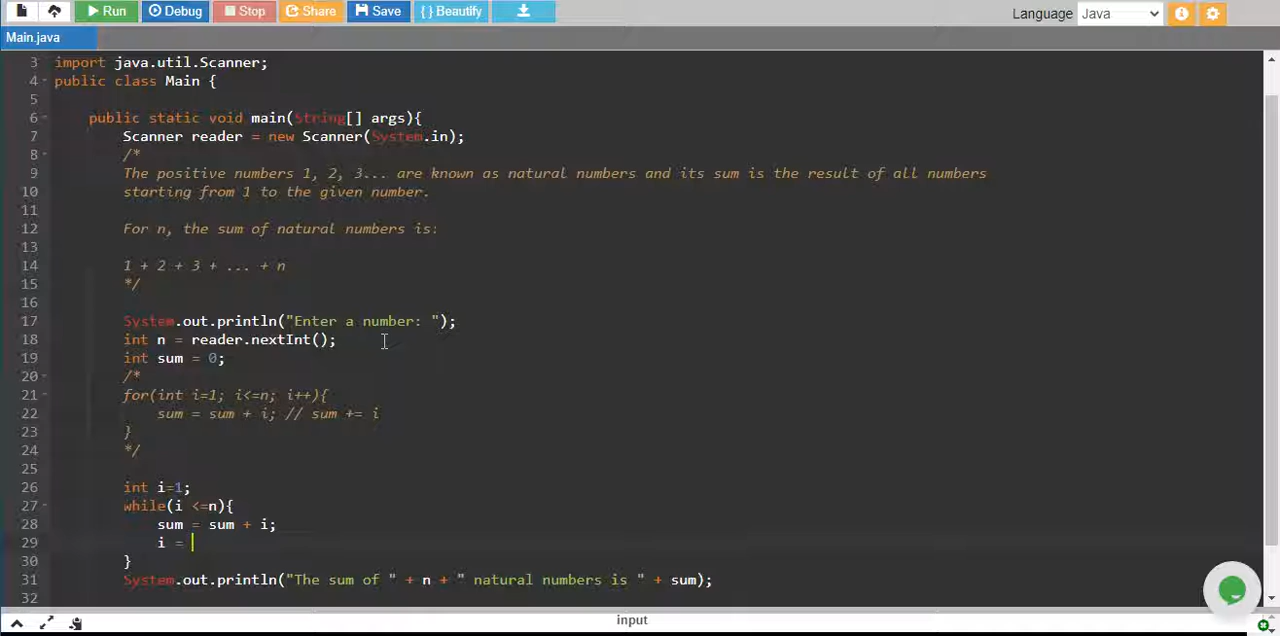 Run Debug Stop Share Save { } Beautify Language Java
Main.java
3 import java.util.Scanner;
4 public class Main {
5
6 public static void main(String[] args){
7 Scanner reader = new Scanner(System.in);
8 /*
9 The positive numbers 1, 2, 3... are known as natural numbers and its sum is the result of all numbers
10 starting from 1 to the given number.
11
12 For n, the sum of natural numbers is:
13
14 1 + 2 + 3 + ... + n
15 */
16
17 System.out.println("Enter a number: ");
18 int n = reader.nextInt();
19 int sum = 0;
20 /*
21 for(int i=1; i<=n; i++){
22 sum = sum + i; // sum += i
23 }
24 */
25
26 int i=1;
27 while(i <=n){
28 sum = sum + i;
29 i =
30 }
31 System.out.println("The sum of " + n + " natural numbers is " + sum);
32
input